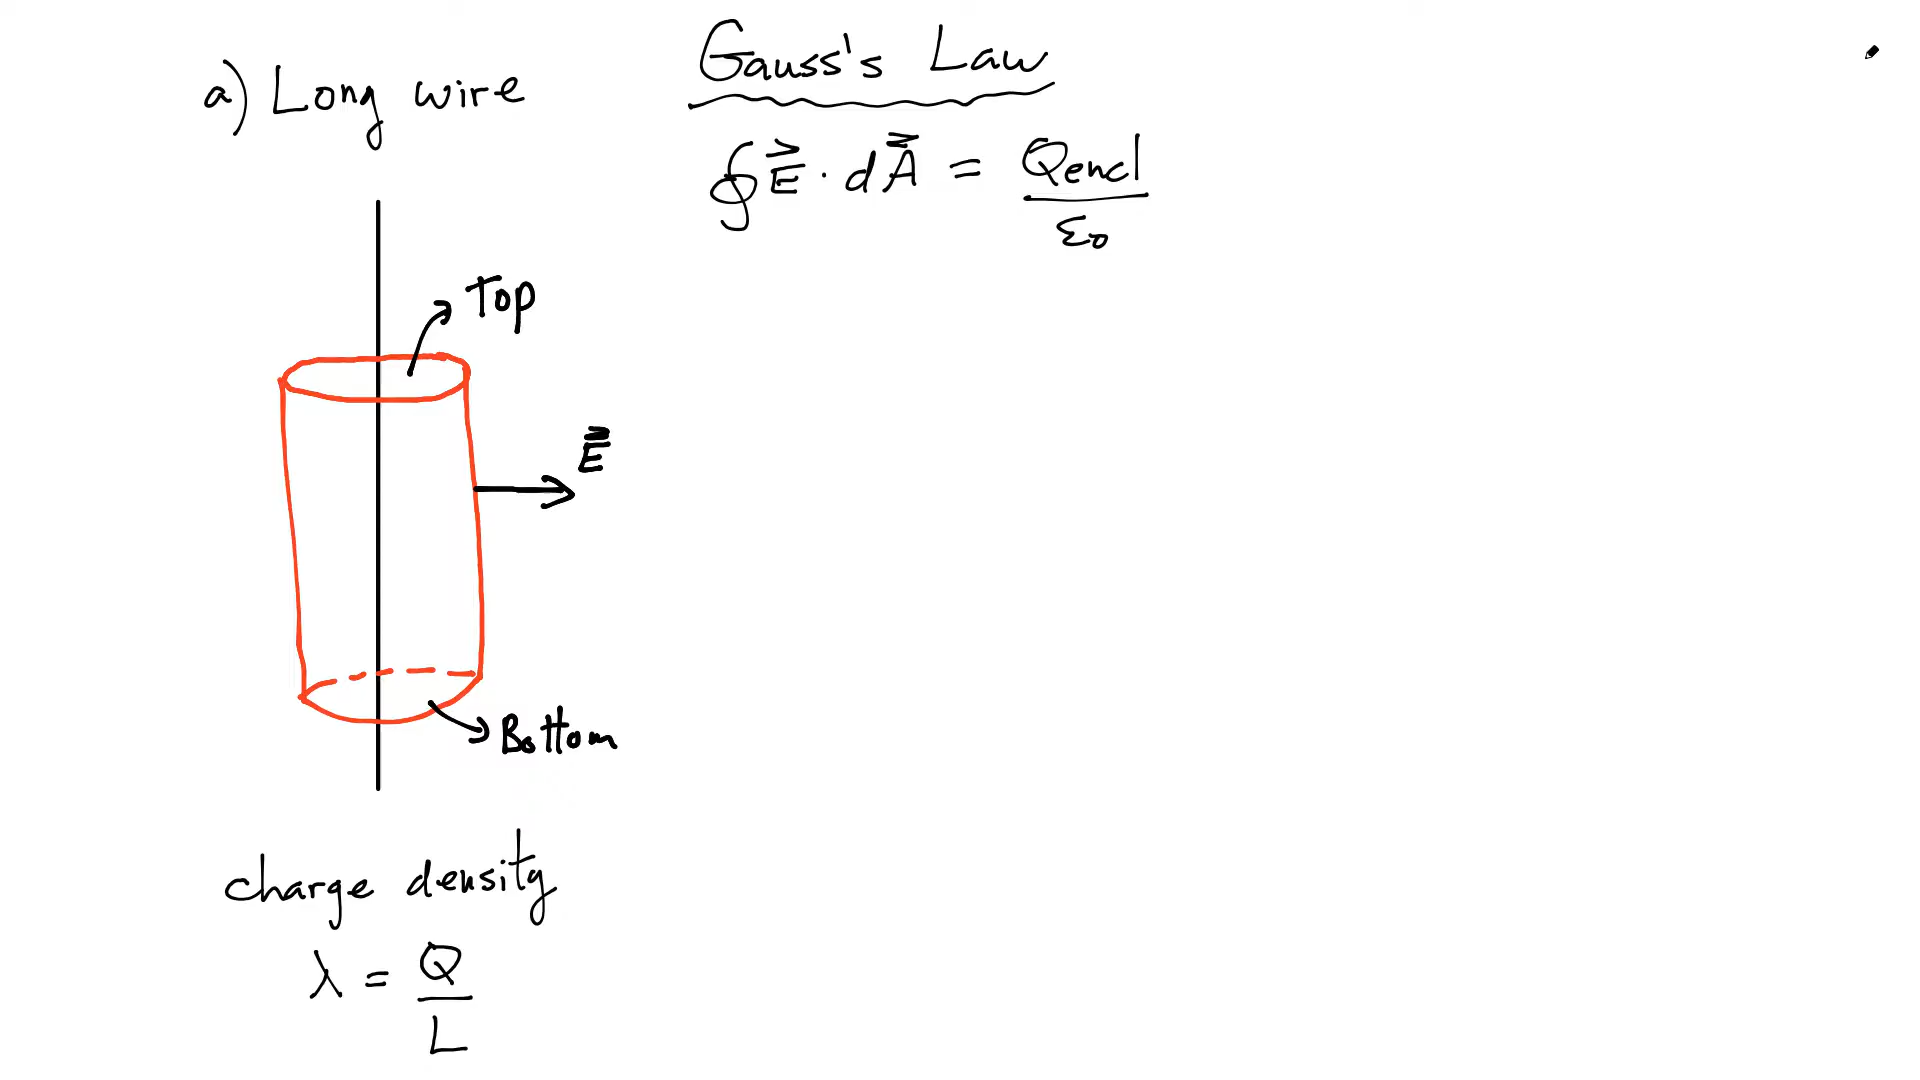 a) Long wire
Gauss's Law
∮E⃗ · dA⃗ = Qencl / ε₀
Top
E⃗
Bottom
charge density
λ = Q / L